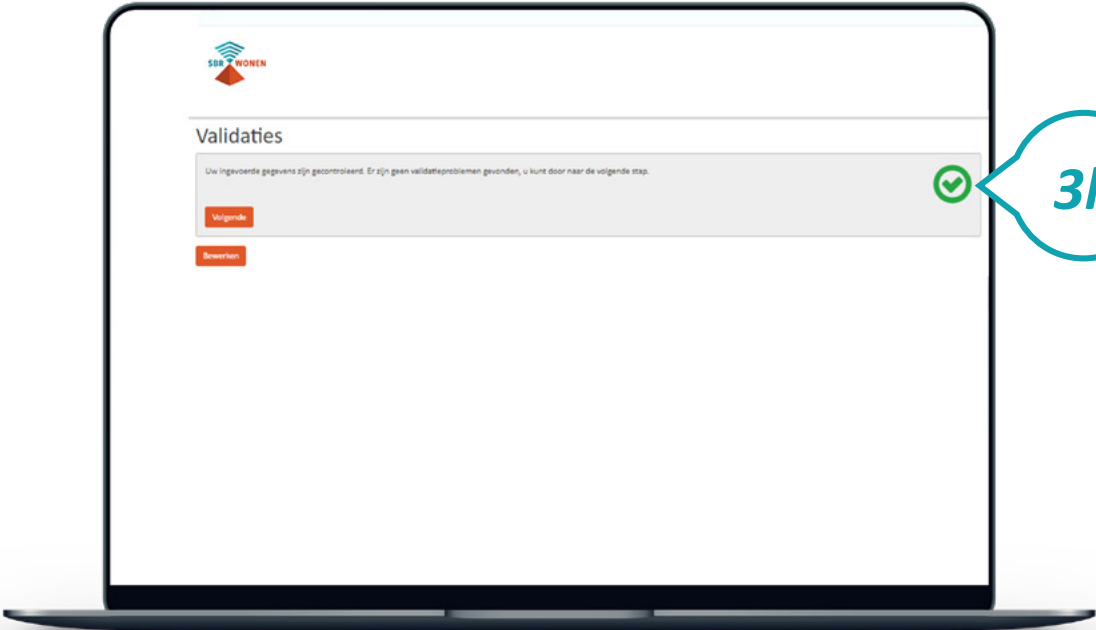 SBR WONEN
Validaties
Uw ingevoerde gegevens zijn gecontroleerd. Er zijn geen validatieproblemen gevonden, u kunt door naar de volgende stap.
Volgende
Bewerken